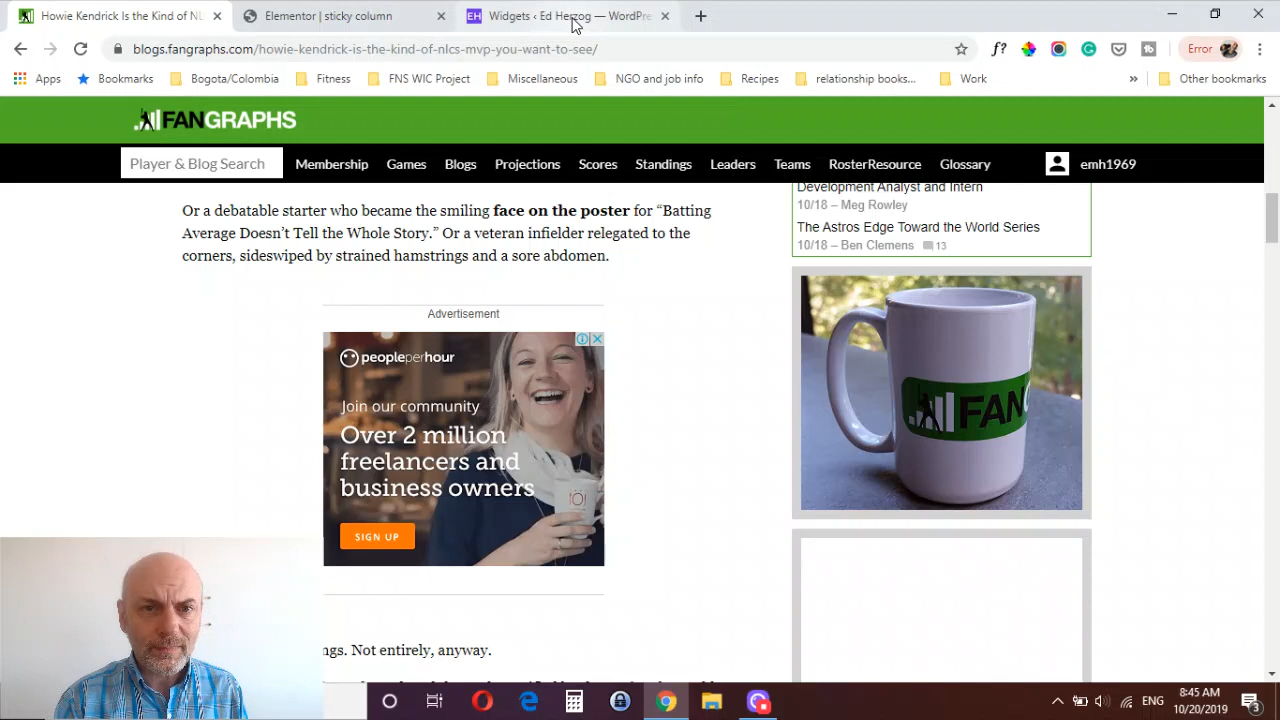 Howie Kendrick Is the Kind of NL
Elementor | sticky column
EH Widgets ‹ Ed Herzog — WordPre
blogs.fangraphs.com/howie-kendrick-is-the-kind-of-nlcs-mvp-you-want-to-see/
f?
Error
Apps
Bookmarks
Bogota/Colombia
Fitness
FNS WIC Project
Miscellaneous
NGO and job info
Recipes
relationship books...
Work
»
Other bookmarks
FANGRAPHS
Player & Blog Search
Membership
Games
Blogs
Projections
Scores
Standings
Leaders
Teams
RosterResource
Glossary
emh1969
Or a debatable starter who became the smiling face on the poster for “Batting
Average Doesn’t Tell the Whole Story.” Or a veteran infielder relegated to the
corners, sideswiped by strained hamstrings and a sore abdomen.
Advertisement
peopleperhour
Join our community
Over 2 million
freelancers and
business owners
SIGN UP
ngs. Not entirely, anyway.
Development Analyst and Intern
10/18 – Meg Rowley
The Astros Edge Toward the World Series
10/18 – Ben Clemens 13
FAN
ENG
8:45 AM
10/20/2019
3